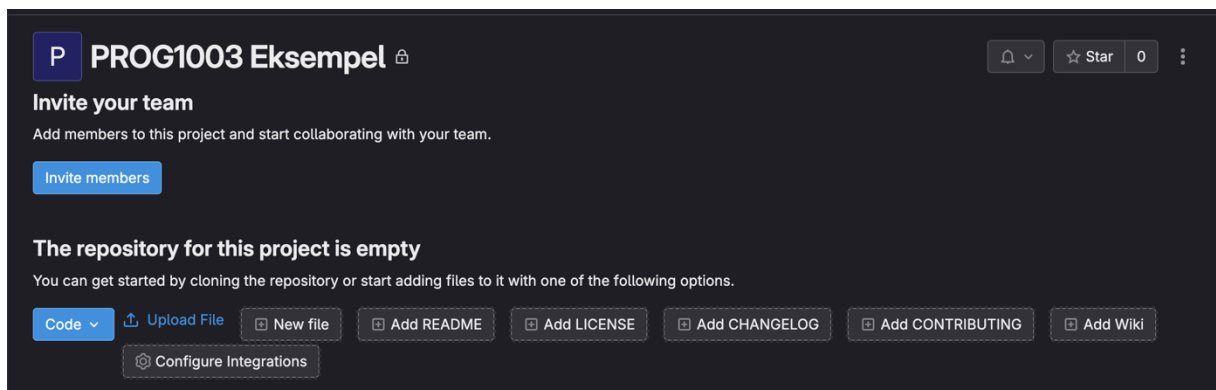 P PROG1003 Eksempel
Star 0
Invite your team
Add members to this project and start collaborating with your team.
Invite members
The repository for this project is empty
You can get started by cloning the repository or start adding files to it with one of the following options.
Code Upload File New file Add README Add LICENSE Add CHANGELOG Add CONTRIBUTING Add Wiki
Configure Integrations